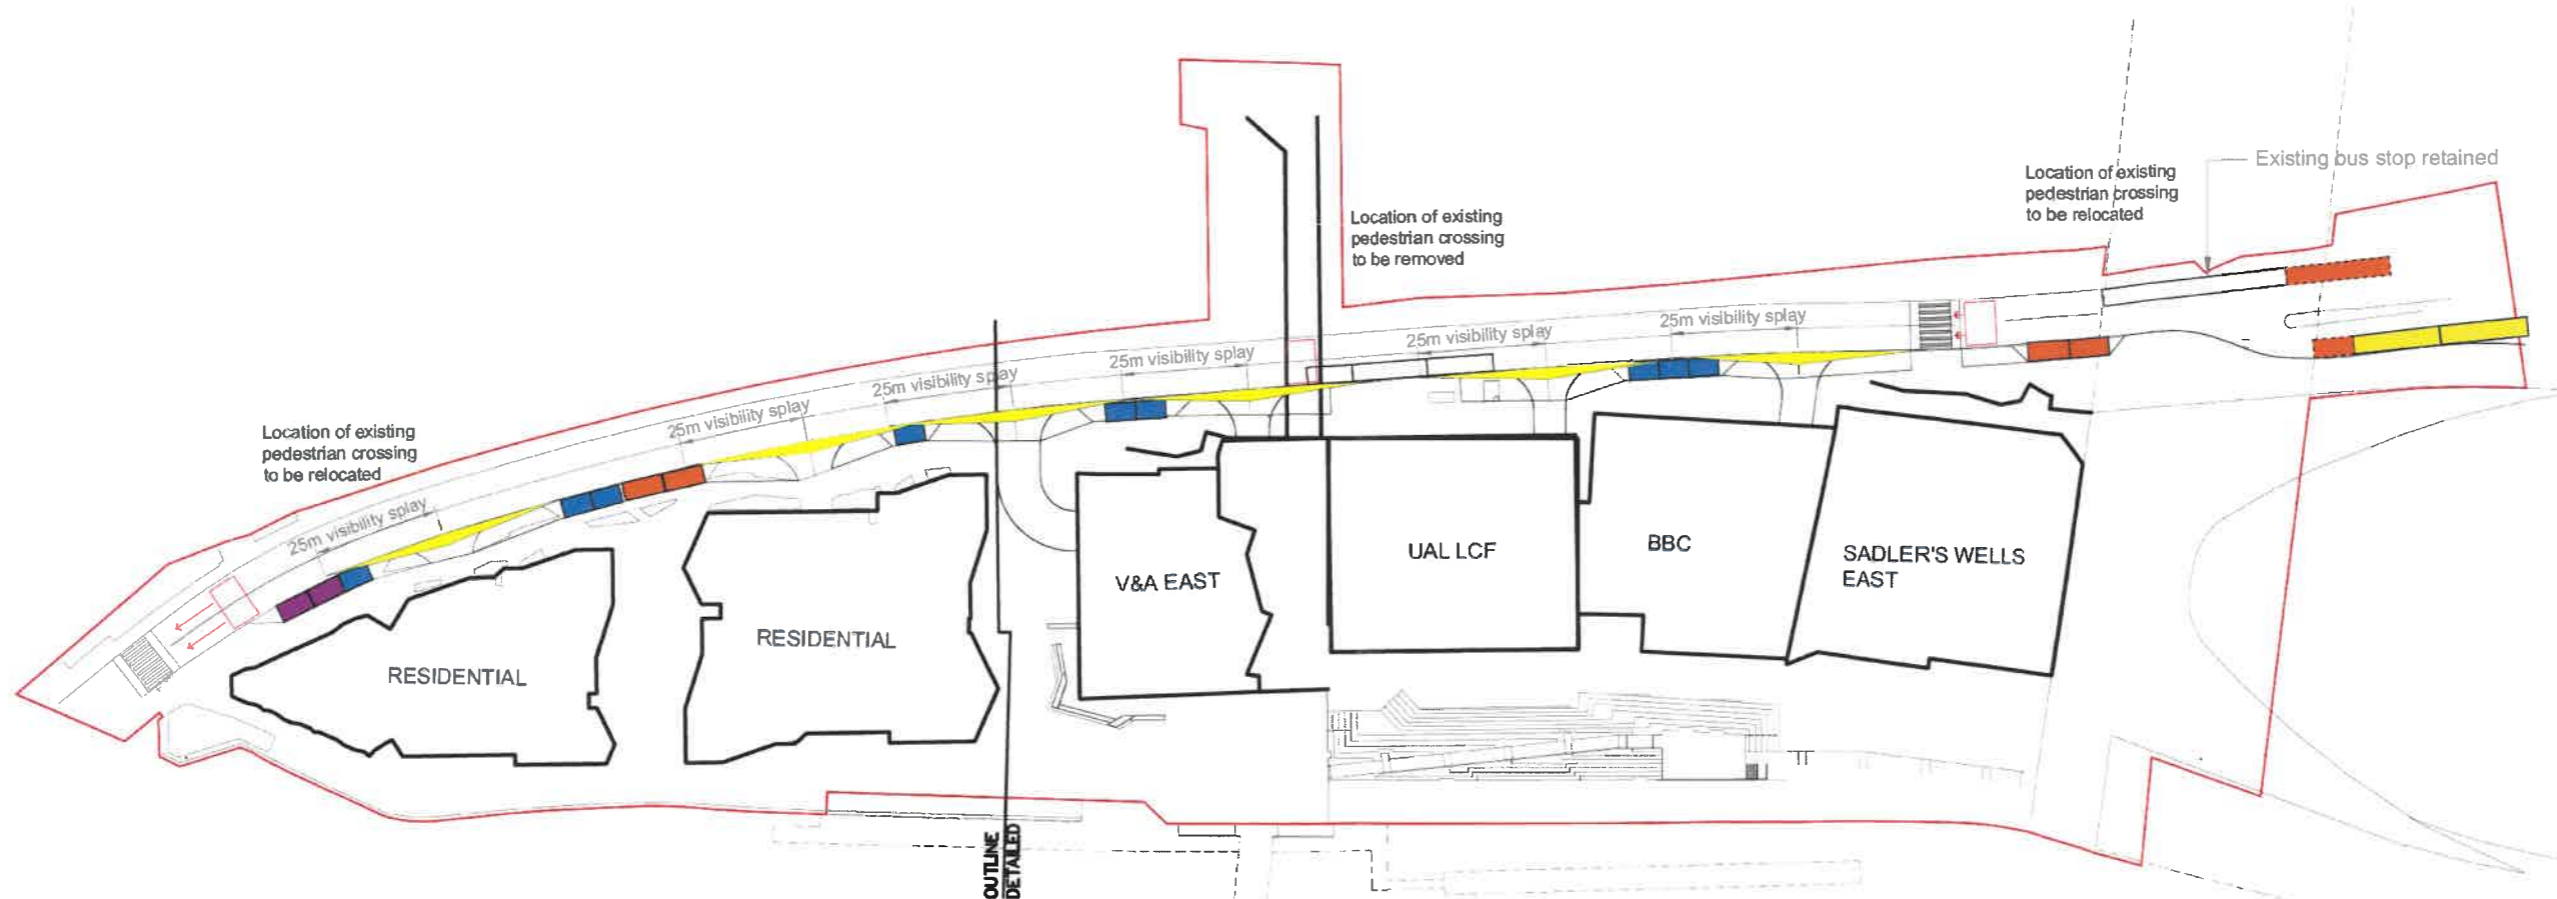 Existing bus stop retained
Location of existing
pedestrian crossing
to be relocated
Location of existing
pedestrian crossing
to be removed
25m visibility splay
25m visibility splay
25m visibility splay
25m visibility splay
25m visibility splay
Location of existing
pedestrian crossing
to be relocated
25m visibility splay
BBC
UAL LCF
SADLER'S WELLS
EAST
V&A EAST
RESIDENTIAL
RESIDENTIAL
OUTLINE
DETAILED